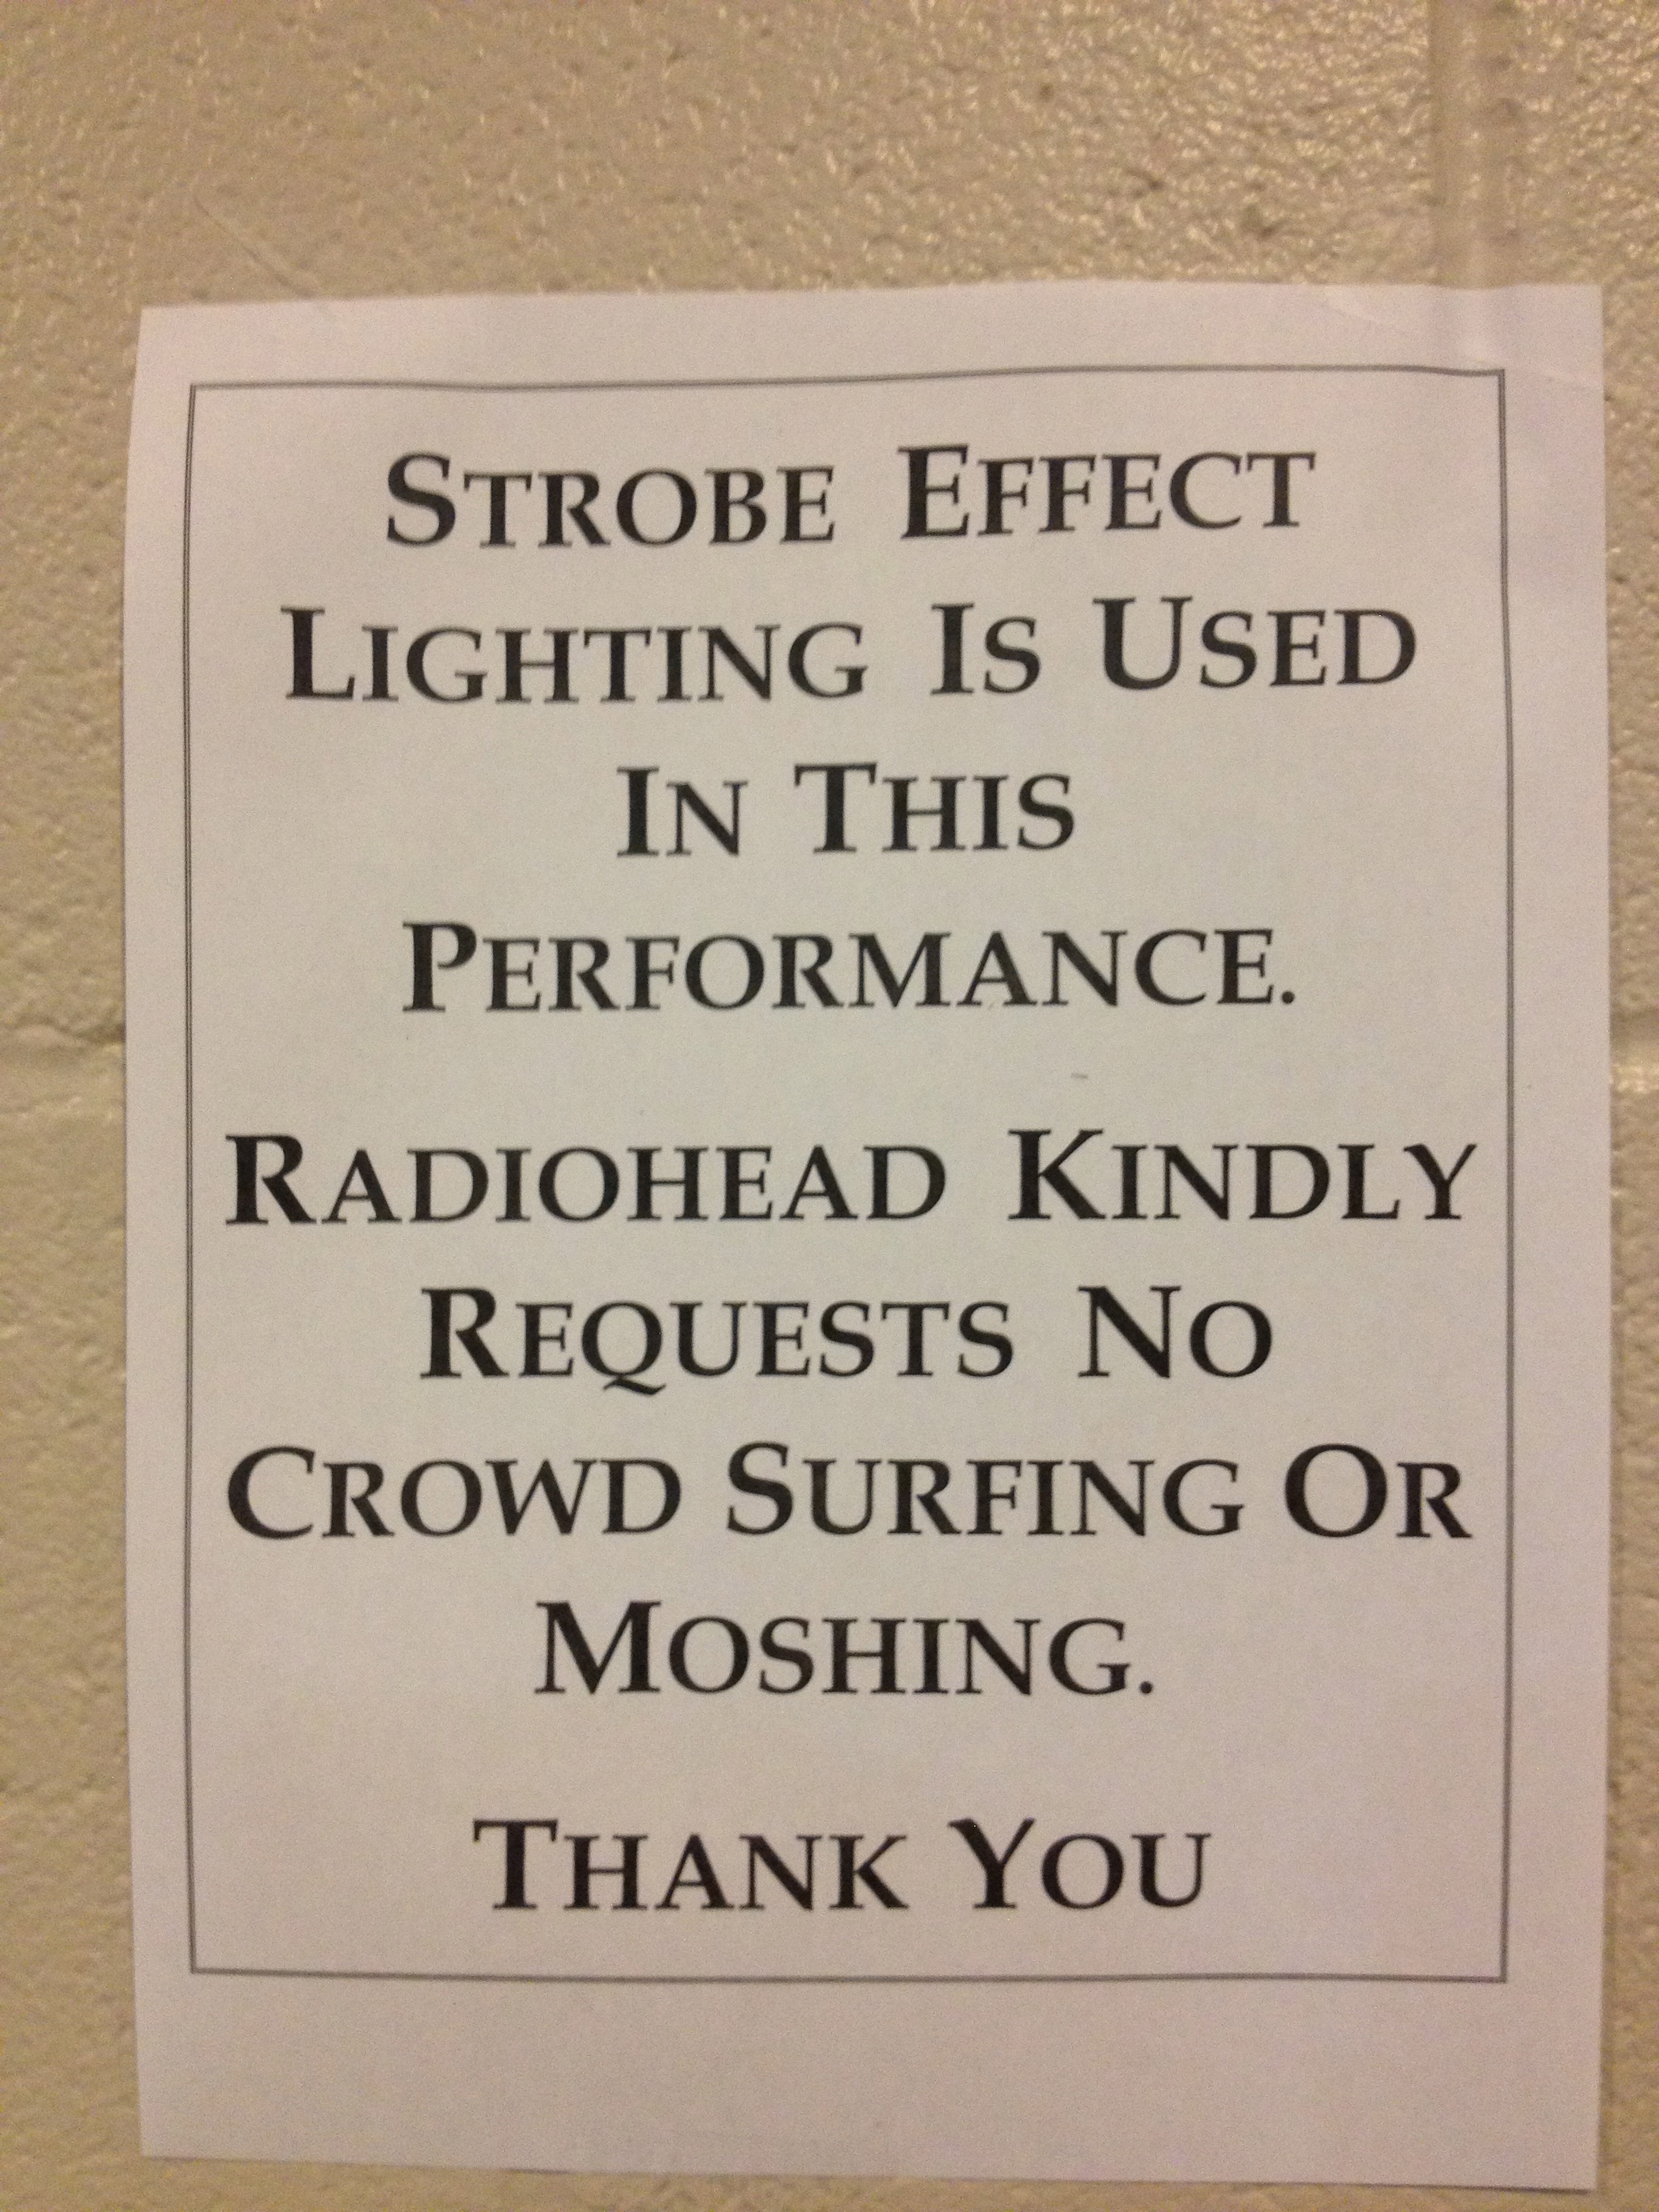 STROBE EFFECT
LIGHTING IS USED
IN THIS
PERFORMANCE.
RADIOHEAD KINDLY
REQUESTS NO
CROWD SURFING OR
MOSHING.
THANK YOU